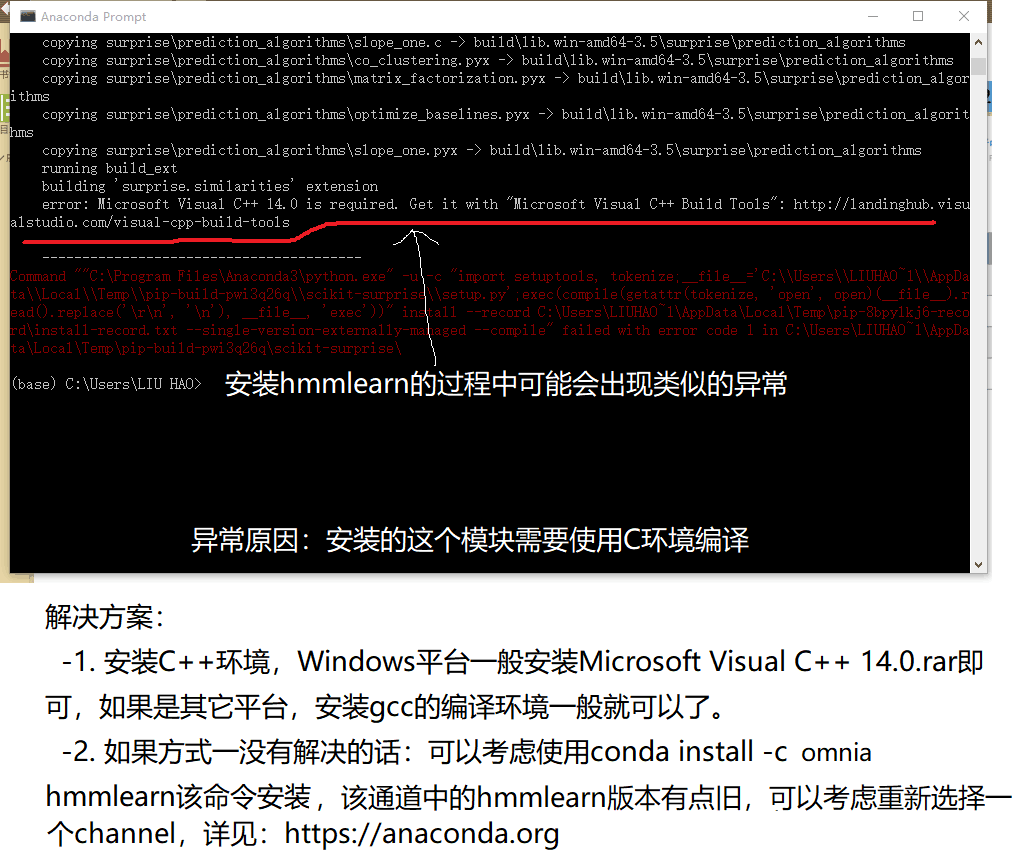 Anaconda Prompt
copying surprise\prediction_algorithms\slope_one.c -> build\lib.win-amd64-3.5\surprise\prediction_algorithms
copying surprise\prediction_algorithms\co_clustering.pyx -> build\lib.win-amd64-3.5\surprise\prediction_algorithms
copying surprise\prediction_algorithms\matrix_factorization.pyx -> build\lib.win-amd64-3.5\surprise\prediction_algor
ithms
copying surprise\prediction_algorithms\optimize_baselines.pyx -> build\lib.win-amd64-3.5\surprise\prediction_algorit
hms
copying surprise\prediction_algorithms\slope_one.pyx -> build\lib.win-amd64-3.5\surprise\prediction_algorithms
running build_ext
building 'surprise.similarities' extension
error: Microsoft Visual C++ 14.0 is required. Get it with "Microsoft Visual C++ Build Tools": http://landinghub.visu
alstudio.com/visual-cpp-build-tools
----------------------------------------
Command ""C:\Program Files\Anaconda3\python.exe" -u -c "import setuptools, tokenize;__file__='C:\\Users\\LIUHAO~1\\AppDa
ta\\Local\\Temp\\pip-build-pwi3q26q\\scikit-surprise\\setup.py';exec(compile(getattr(tokenize, 'open', open)(__file__).r
ead().replace('\r\n', '\n'), __file__, 'exec'))" install --record C:\Users\LIUHAO~1\AppData\Local\Temp\pip-8bpylkj6-reco
rd\install-record.txt --single-version-externally-managed --compile" failed with error code 1 in C:\Users\LIUHAO~1\AppDa
ta\Local\Temp\pip-build-pwi3q26q\scikit-surprise\
(base) C:\Users\LIU HAO>
安装hmmlearn的过程中可能会出现类似的异常
异常原因：安装的这个模块需要使用C环境编译
解决方案：
-1. 安装C++环境，Windows平台一般安装Microsoft Visual C++ 14.0.rar即
可，如果是其它平台，安装gcc的编译环境一般就可以了。
-2. 如果方式一没有解决的话：可以考虑使用conda install -c omnia
hmmlearn该命令安装，该通道中的hmmlearn版本有点旧，可以考虑重新选择一
个channel，详见：https://anaconda.org